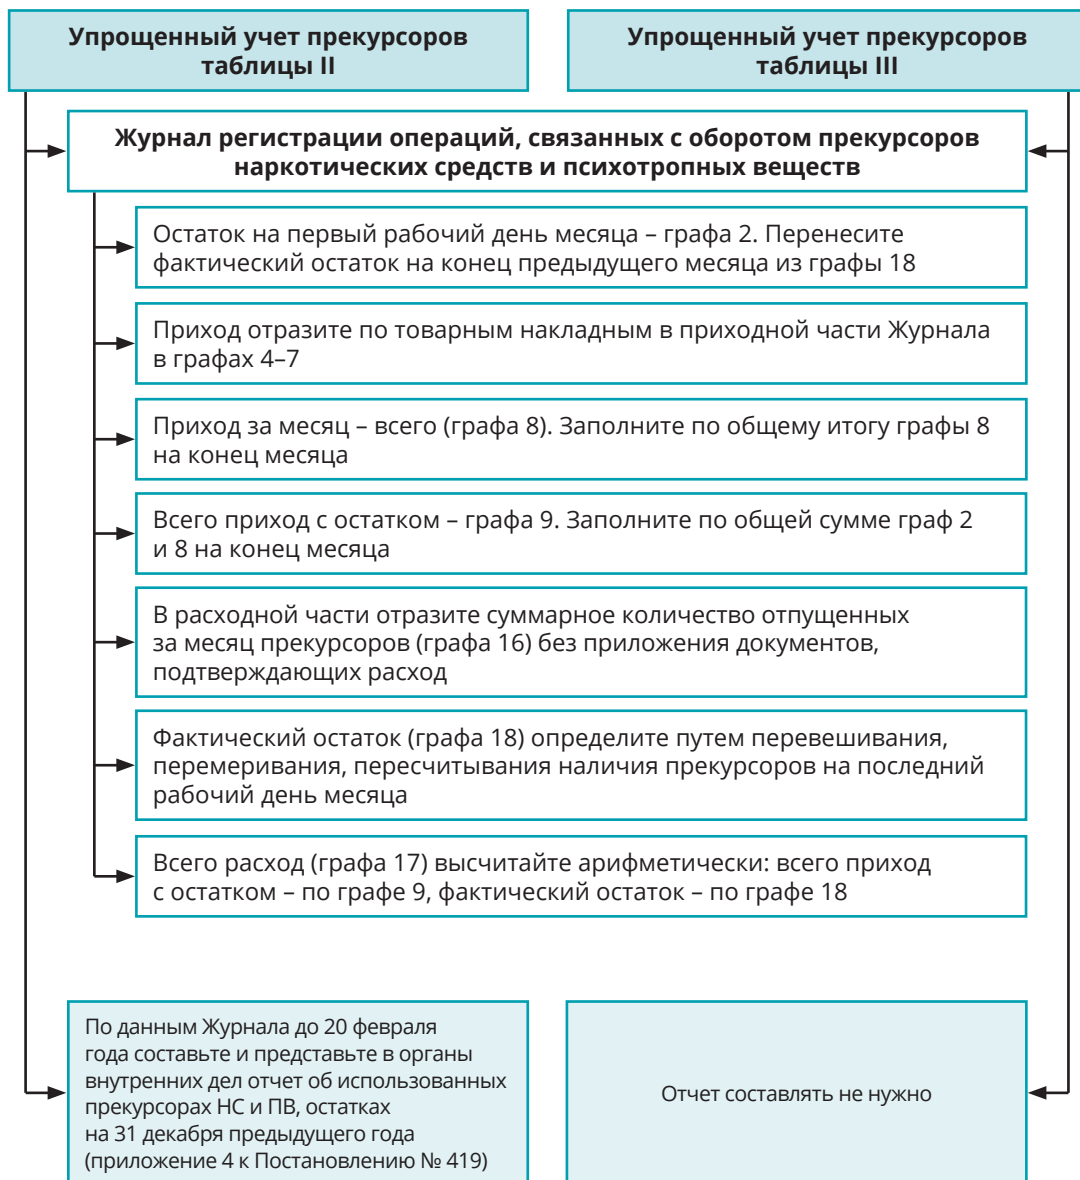 Упрощенный учет прекурсоров
таблицы II
Упрощенный учет прекурсоров
таблицы III
Журнал регистрации операций, связанных с оборотом прекурсоров
наркотических средств и психотропных веществ
Остаток на первый рабочий день месяца – графа 2. Перенесите
фактический остаток на конец предыдущего месяца из графы 18
Приход отразите по товарным накладным в приходной части Журнала
в графах 4–7
Приход за месяц – всего (графа 8). Заполните по общему итогу графы 8
на конец месяца
Всего приход с остатком – графа 9. Заполните по общей сумме граф 2
и 8 на конец месяца
В расходной части отразите суммарное количество отпущенных
за месяц прекурсоров (графа 16) без приложения документов,
подтверждающих расход
Фактический остаток (графа 18) определите путем перевешивания,
перемеривания, пересчитывания наличия прекурсоров на последний
рабочий день месяца
Всего расход (графа 17) высчитайте арифметически: всего приход
с остатком – по графе 9, фактический остаток – по графе 18
По данным Журнала до 20 февраля
года составьте и представьте в органы
внутренних дел отчет об использованных
прекурсорах НС и ПВ, остатках
на 31 декабря предыдущего года
(приложение 4 к Постановлению № 419)
Отчет составлять не нужно